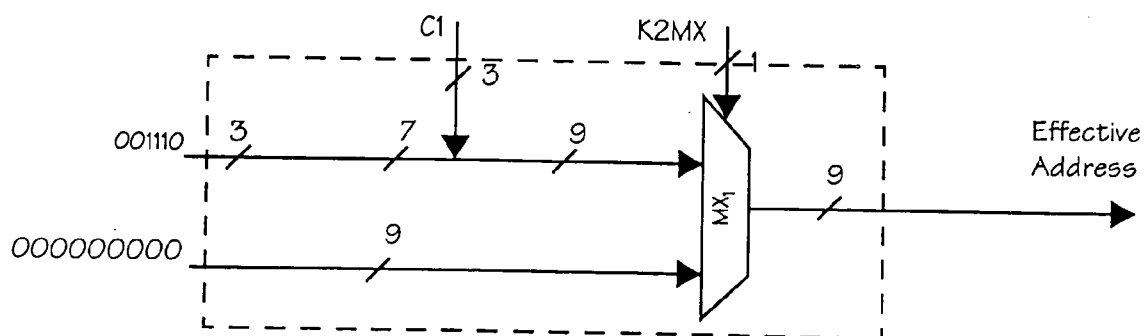 C1
K2MX
3
1
001110
3
7
9
Effective
Address
MX1
9
000000000
9